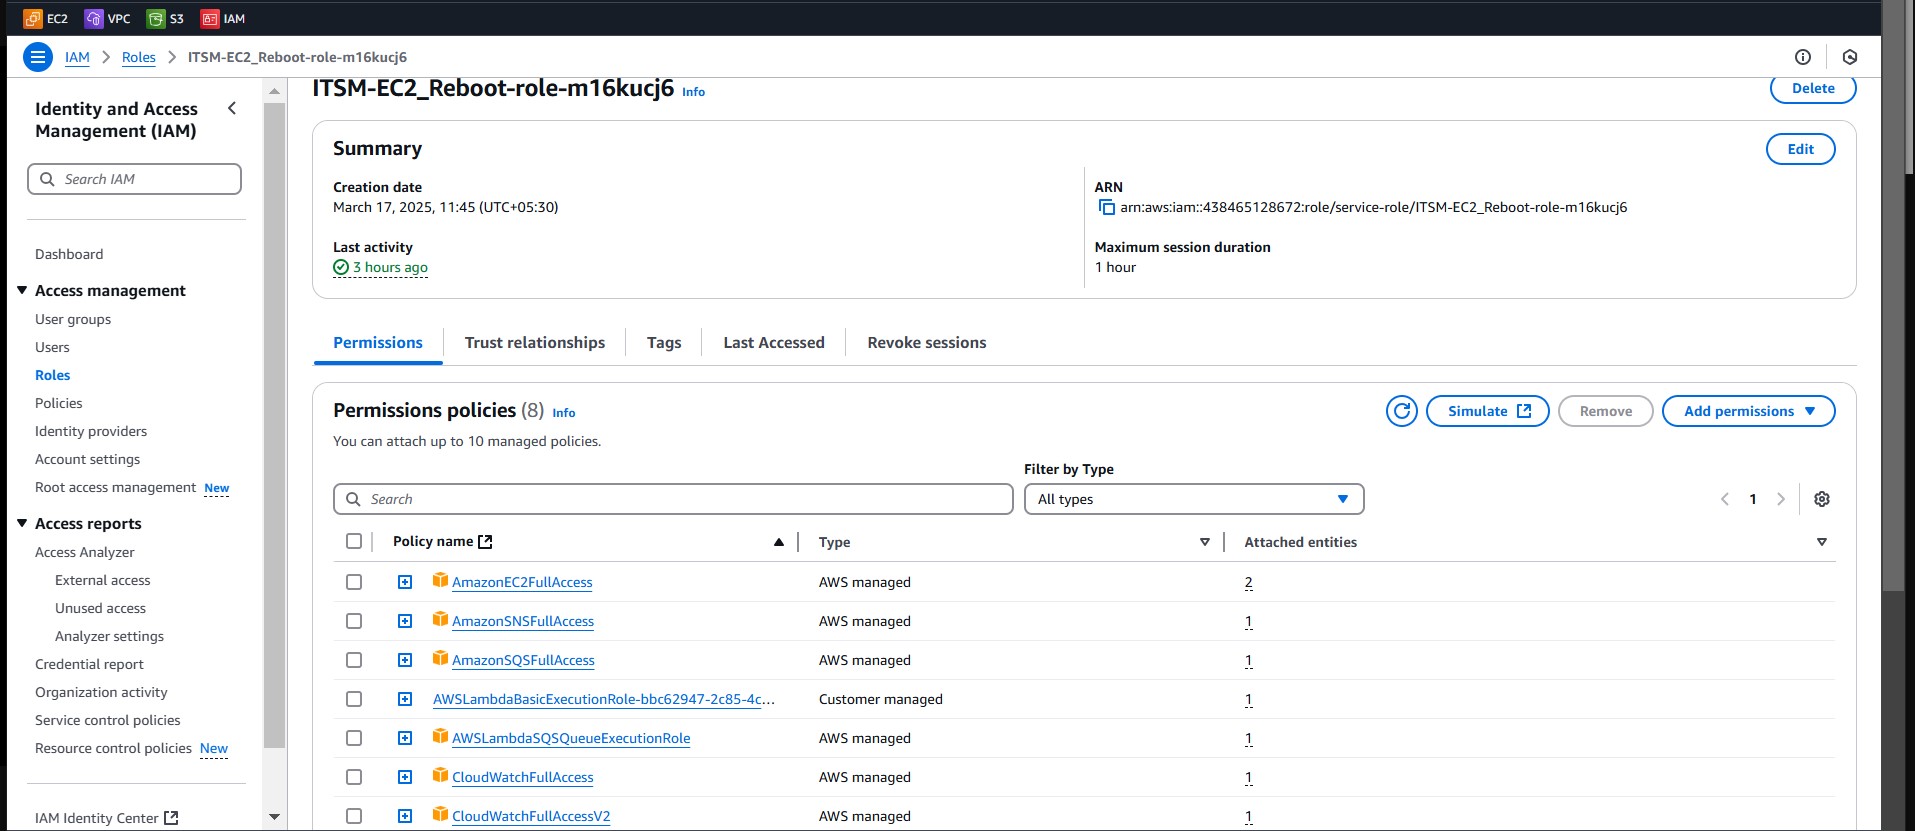 EC2 VPC S3 IAM
IAM > Roles > ITSM-EC2_Reboot-role-m16kucj6
Identity and Access Management (IAM)
Search IAM
Dashboard
Access management
User groups
Users
Roles
Policies
Identity providers
Account settings
Root access management New
Access reports
Access Analyzer
External access
Unused access
Analyzer settings
Credential report
Organization activity
Service control policies
Resource control policies New
IAM Identity Center
ITSM-EC2_Reboot-role-m16kucj6 Info
Delete
Summary
Edit
Creation date
March 17, 2025, 11:45 (UTC+05:30)
Last activity
3 hours ago
ARN
arn:aws:iam::438465128672:role/service-role/ITSM-EC2_Reboot-role-m16kucj6
Maximum session duration
1 hour
Permissions Trust relationships Tags Last Accessed Revoke sessions
Permissions policies (8) Info
Simulate Remove Add permissions
You can attach up to 10 managed policies.
Filter by Type
Search
All types
1
Policy name Type Attached entities
AmazonEC2FullAccess AWS managed 2
AmazonSNSFullAccess AWS managed 1
AmazonSQSFullAccess AWS managed 1
AWSLambdaBasicExecutionRole-bbc62947-2c85-4c... Customer managed 1
AWSLambdaSQSQueueExecutionRole AWS managed 1
CloudWatchFullAccess AWS managed 1
CloudWatchFullAccessV2 AWS managed 1